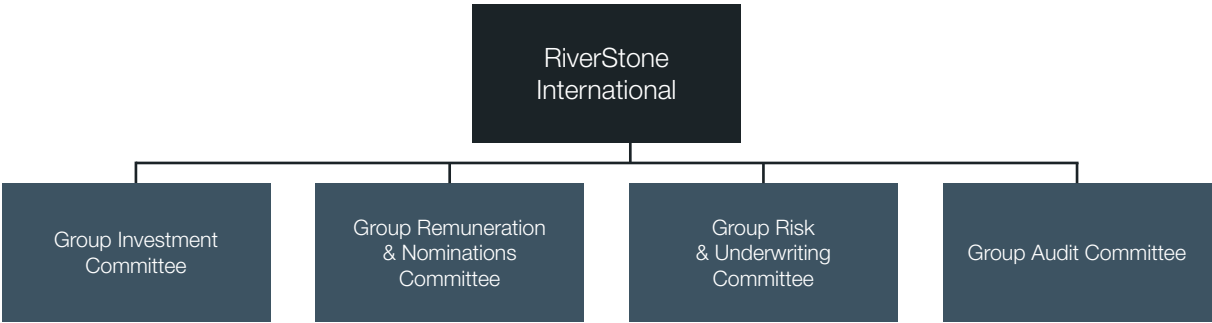 RiverStone
International
Group Investment
Committee
Group Remuneration
& Nominations
Committee
Group Risk
& Underwriting
Committee
Group Audit Committee